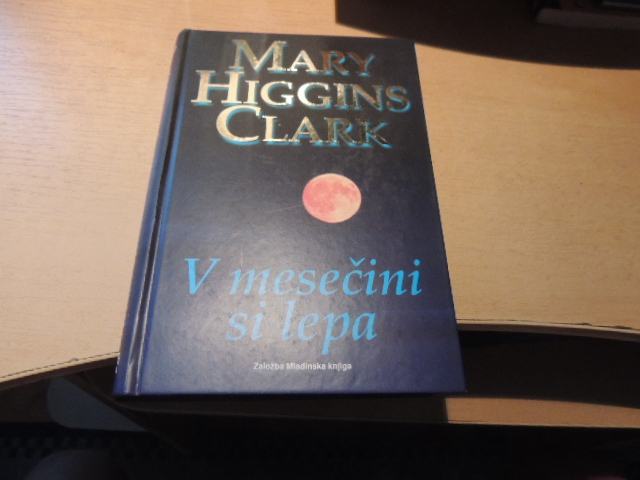 MARY
HIGGINS
CLARK
V mesečini
si lepa
Založba Mladinska knjiga